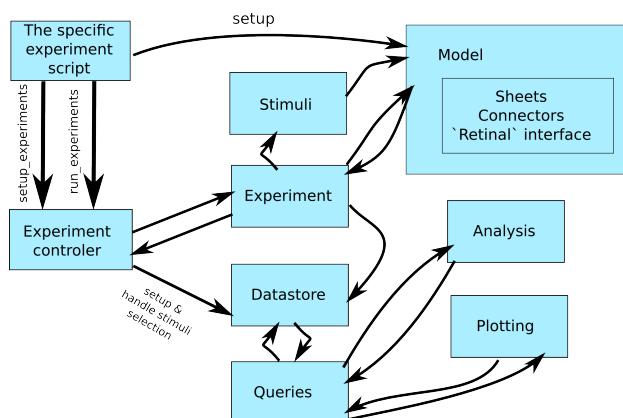 setup
The specific
experiment
script
Model
Sheets
Connectors
`Retinal` interface
Stimuli
setup_experiments
run_experiments
Experiment
Experiment
controler
Analysis
Datastore
setup &
handle stimuli
selection
Plotting
Queries